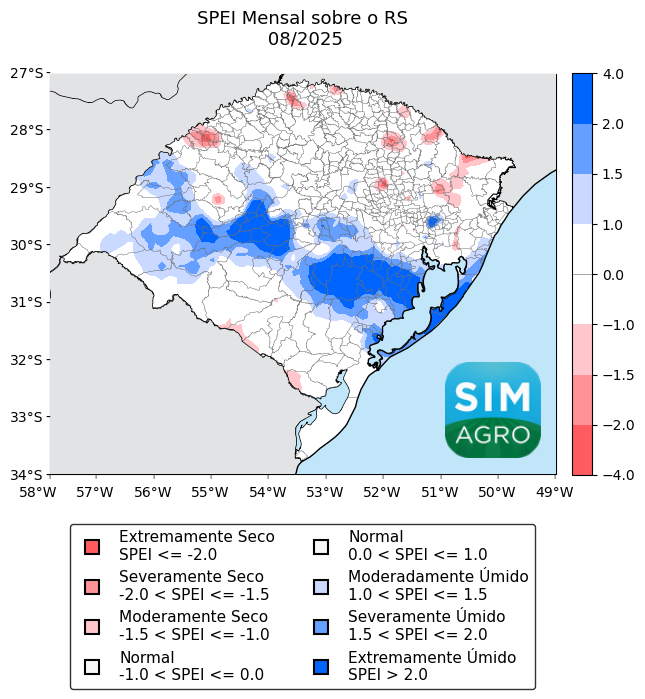 SPEI Mensal sobre o RS
08/2025
27°S
28°S
29°S
30°S
31°S
32°S
33°S
34°S
58°W 57°W 56°W 55°W 54°W 53°W 52°W 51°W 50°W 49°W
4.0
2.0
1.5
1.0
0.0
−1.0
−1.5
−2.0
−4.0
SIM
AGRO
Extremamente Seco
SPEI <= -2.0
Severamente Seco
-2.0 < SPEI <= -1.5
Moderamente Seco
-1.5 < SPEI <= -1.0
Normal
-1.0 < SPEI <= 0.0
Normal
0.0 < SPEI <= 1.0
Moderadamente Úmido
1.0 < SPEI <= 1.5
Severamente Úmido
1.5 < SPEI <= 2.0
Extremamente Úmido
SPEI > 2.0